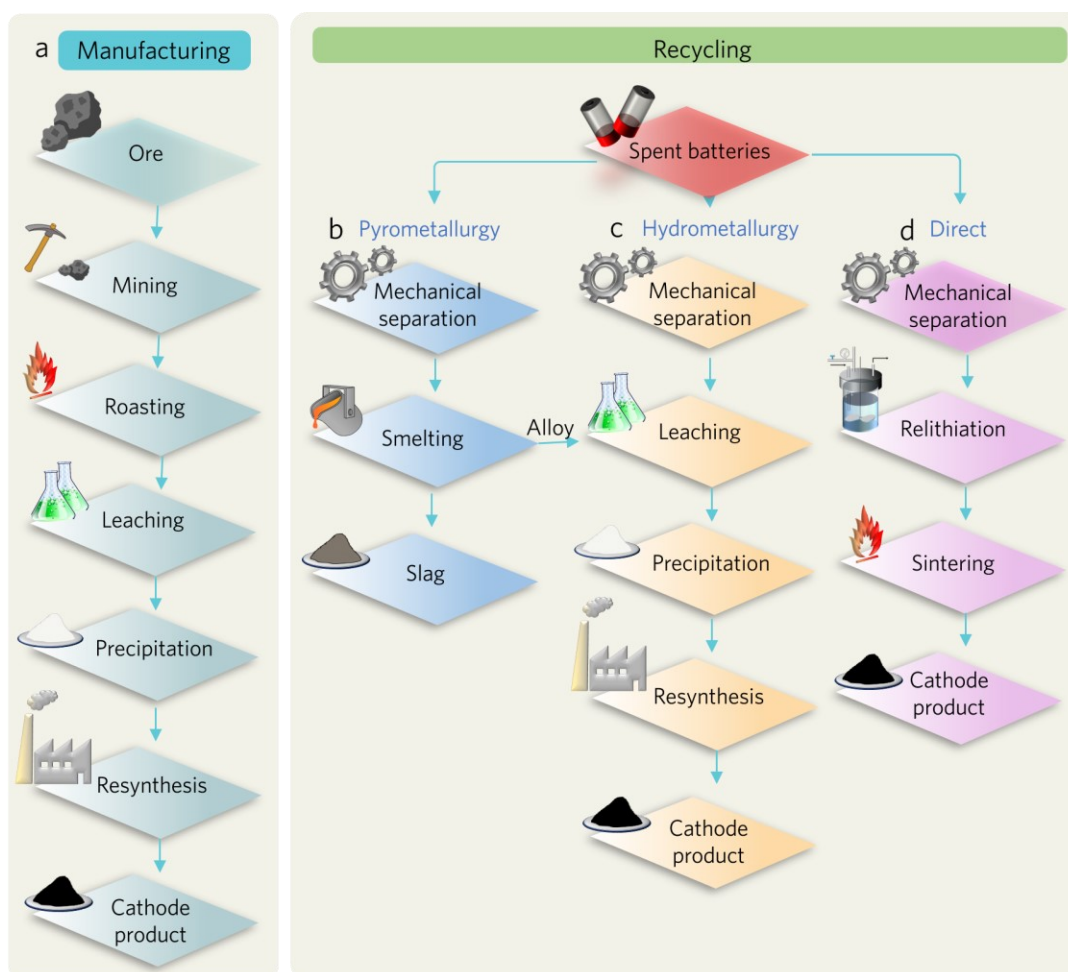 a Manufacturing
Ore
Mining
Roasting
Leaching
Precipitation
Resynthesis
Cathode
product
Recycling
Spent batteries
b Pyrometallurgy
Mechanical
separation
Smelting
Alloy
Slag
c Hydrometallurgy
Mechanical
separation
Leaching
Precipitation
Resynthesis
Cathode
product
d Direct
Mechanical
separation
Relithiation
Sintering
Cathode
product